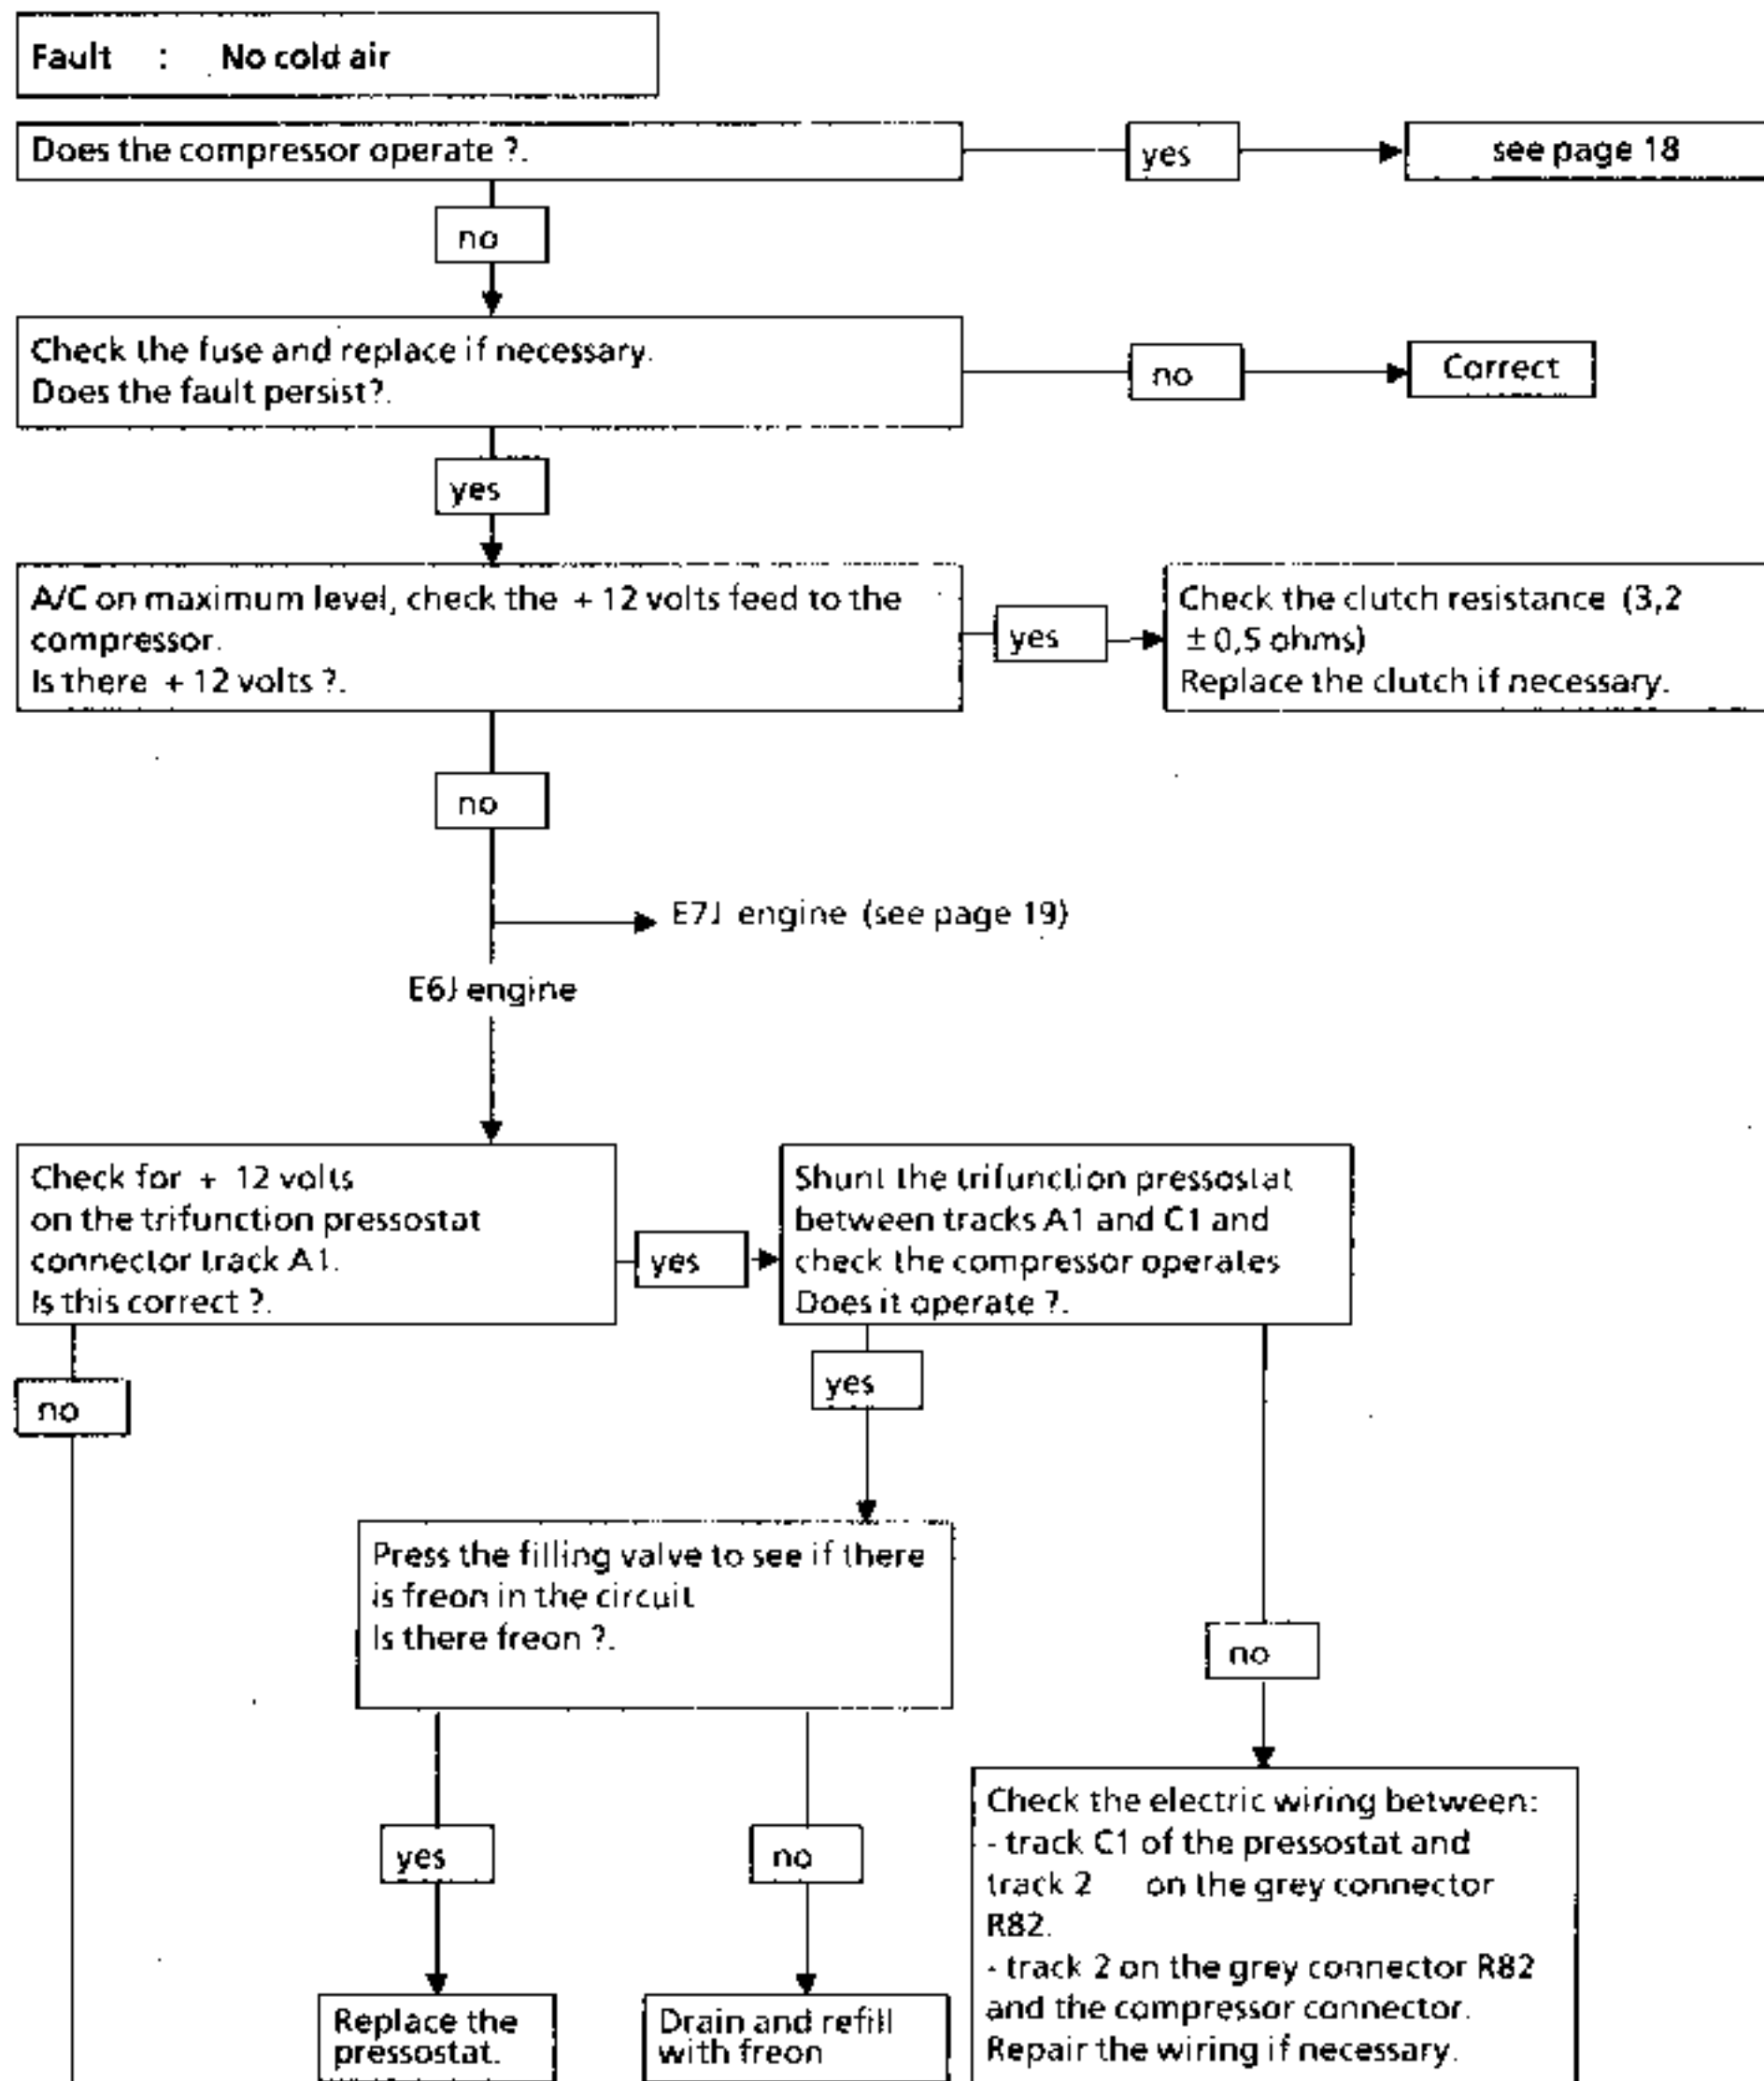 Fault : No cold air
Does the compressor operate ?.
yes
see page 18
no
Check the fuse and replace if necessary.
Does the fault persist?.
no
Correct
yes
A/C on maximum level, check the + 12 volts feed to the
compressor.
Is there + 12 volts ?.
yes
Check the clutch resistance (3,2
± 0,5 ohms)
Replace the clutch if necessary.
no
E7J engine (see page 19)
E6J engine
Check for + 12 volts
on the trifunction pressostat
connector track A1.
Is this correct ?.
yes
Shunt the trifunction pressostat
between tracks A1 and C1 and
check the compressor operates
Does it operate ?.
no
yes
Press the filling valve to see if there
is freon in the circuit
Is there freon ?.
no
yes
no
Check the electric wiring between:
- track C1 of the pressostat and
track 2 on the grey connector
R82.
- track 2 on the grey connector R82
and the compressor connector.
Repair the wiring if necessary.
Replace the
pressostat.
Drain and refill
with freon